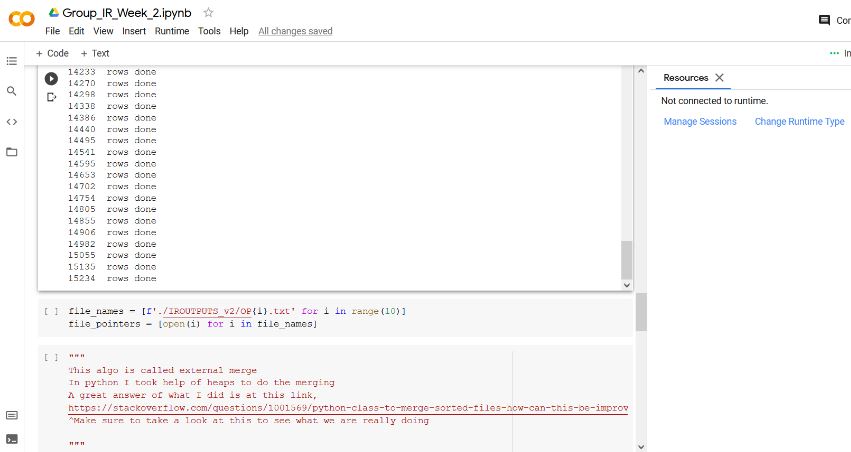 Group_IR_Week_2.ipynb
File Edit View Insert Runtime Tools Help All changes saved
Con
+ Code + Text
In
14233 rows done
14270 rows done
14298 rows done
14338 rows done
14386 rows done
14440 rows done
14495 rows done
14541 rows done
14595 rows done
14653 rows done
14702 rows done
14754 rows done
14805 rows done
14855 rows done
14906 rows done
14982 rows done
15055 rows done
15135 rows done
15234 rows done
[ ] file_names = [f'./IROUTPUTS_v2/OP{i}.txt' for i in range(10)]
file_pointers = [open(i) for i in file_names]
[ ] """
This algo is called external merge
In python I took help of heaps to do the merging
A great answer of what I did is at this link,
https://stackoverflow.com/questions/1001569/python-class-to-merge-sorted-files-how-can-this-be-improv
^Make sure to take a look at this to see what we are really doing
"""
Resources
Not connected to runtime.
Manage Sessions Change Runtime Type